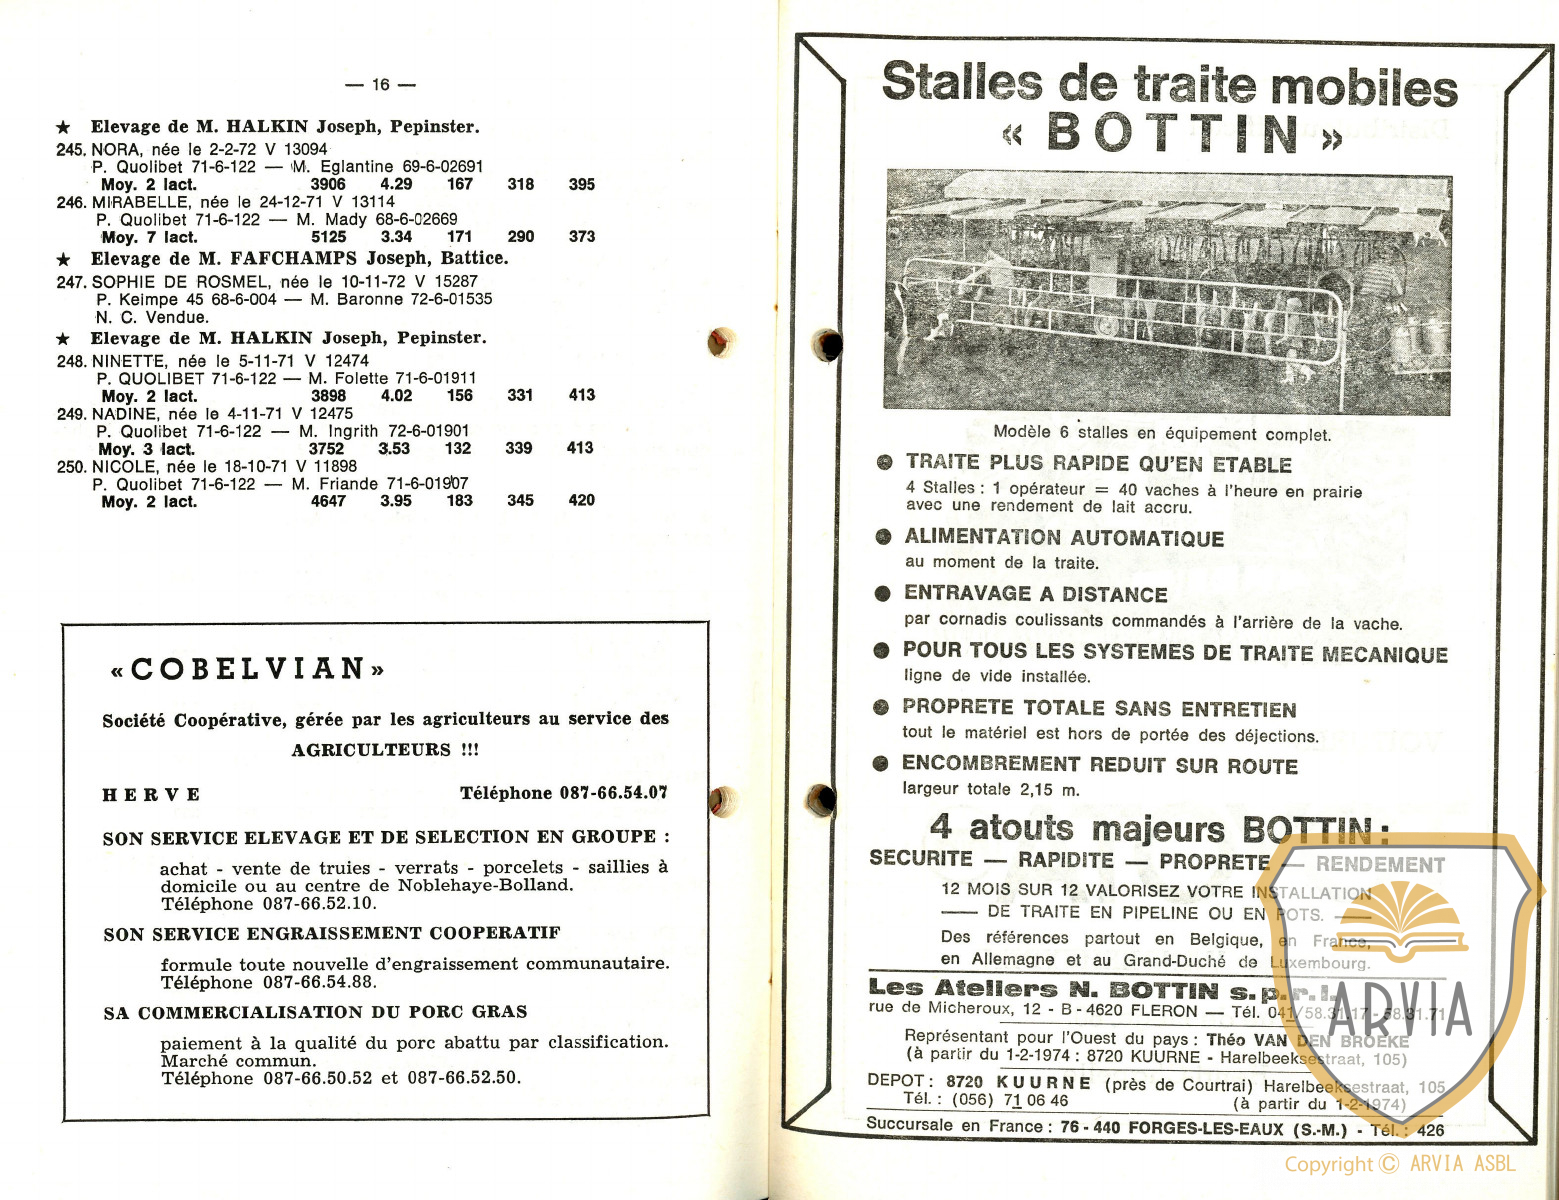 — 16 —
★ Elevage de M. HALKIN Joseph, Pepinster.
245. NORA, née le 2-2-72 V 13094
P. Quolibet 71-6-122 — M. Eglantine 69-6-02691
Moy. 2 lact. 3906 4.29 167 318 395
246. MIRABELLE, née le 24-12-71 V 13114
P. Quolibet 71-6-122 — M. Mady 68-6-02669
Moy. 7 lact. 5125 3.34 171 290 373
★ Elevage de M. FAFCHAMPS Joseph, Battice.
247. SOPHIE DE ROSMEL, née le 10-11-72 V 15287
P. Keimpe 45 68-6-004 — M. Baronne 72-6-01535
N. C. Vendue.
★ Elevage de M. HALKIN Joseph, Pepinster.
248. NINETTE, née le 5-11-71 V 12474
P. QUOLIBET 71-6-122 — M. Folette 71-6-01911
Moy. 2 lact. 3898 4.02 156 331 413
249. NADINE, née le 4-11-71 V 12475
P. Quolibet 71-6-122 — M. Ingrith 72-6-01901
Moy. 3 lact. 3752 3.53 132 339 413
250. NICOLE, née le 18-10-71 V 11898
P. Quolibet 71-6-122 — M. Friande 71-6-01907
Moy. 2 lact. 4647 3.95 183 345 420
« COBELVIAN »
Société Coopérative, gérée par les agriculteurs au service des
AGRICULTEURS !!!
HERVE Téléphone 087-66.54.07
SON SERVICE ELEVAGE ET DE SELECTION EN GROUPE :
achat - vente de truies - verrats - porcelets - saillies à
domicile ou au centre de Noblehaye-Bolland.
Téléphone 087-66.52.10.
SON SERVICE ENGRAISSEMENT COOPERATIF
formule toute nouvelle d'engraissement communautaire.
Téléphone 087-66.54.88.
SA COMMERCIALISATION DU PORC GRAS
paiement à la qualité du porc abattu par classification.
Marché commun.
Téléphone 087-66.50.52 et 087-66.52.50.
Stalles de traite mobiles
« BOTTIN »
Modèle 6 stalles en équipement complet.
● TRAITE PLUS RAPIDE QU'EN ETABLE
4 Stalles : 1 opérateur = 40 vaches à l'heure en prairie
avec une rendement de lait accru.
● ALIMENTATION AUTOMATIQUE
au moment de la traite.
● ENTRAVAGE A DISTANCE
par cornadis coulissants commandés à l'arrière de la vache.
● POUR TOUS LES SYSTEMES DE TRAITE MECANIQUE
ligne de vide installée.
● PROPRETE TOTALE SANS ENTRETIEN
tout le matériel est hors de portée des déjections.
● ENCOMBREMENT REDUIT SUR ROUTE
largeur totale 2,15 m.
4 atouts majeurs BOTTIN :
SECURITE — RAPIDITE — PROPRETE — RENDEMENT
12 MOIS SUR 12 VALORISEZ VOTRE INSTALLATION
— DE TRAITE EN PIPELINE OU EN POTS. —
Des références partout en Belgique, en France,
en Allemagne et au Grand-Duché de Luxembourg.
Les Ateliers N. BOTTIN s.p.r.l.
rue de Micheroux, 12 - B - 4620 FLERON — Tél. 041/58.31.17 - 58.31.71
Représentant pour l'Ouest du pays : Théo VAN DEN BROEKE
(à partir du 1-2-1974 : 8720 KUURNE - Harelbeeksestraat, 105)
DEPOT : 8720 KUURNE (près de Courtrai) Harelbeeksestraat, 105
Tél. : (056) 71 06 46 (à partir du 1-2-1974)
Succursale en France : 76 - 440 FORGES-LES-EAUX (S.-M.) - Tél. : 426
ARVIA
Copyright © ARVIA ASBL